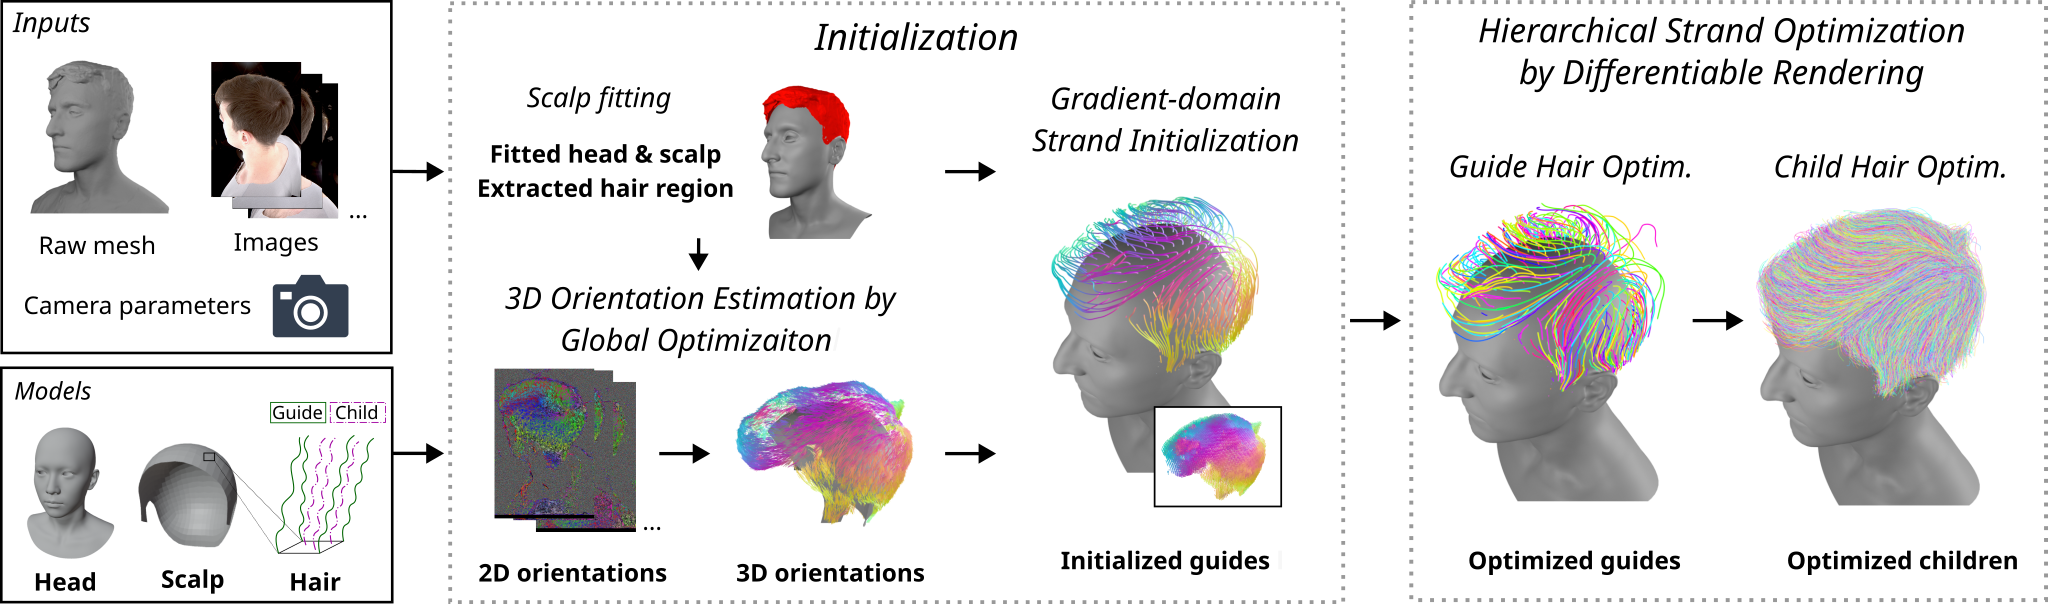 Inputs
Raw mesh
Images
...
Camera parameters
Models
Guide
Child
Head
Scalp
Hair
Initialization
Scalp fitting
Fitted head & scalp
Extracted hair region
3D Orientation Estimation by
Global Optimizaiton
...
2D orientations
3D orientations
Gradient-domain
Strand Initialization
Initialized guides
Hierarchical Strand Optimization
by Differentiable Rendering
Guide Hair Optim.
Child Hair Optim.
Optimized guides
Optimized children